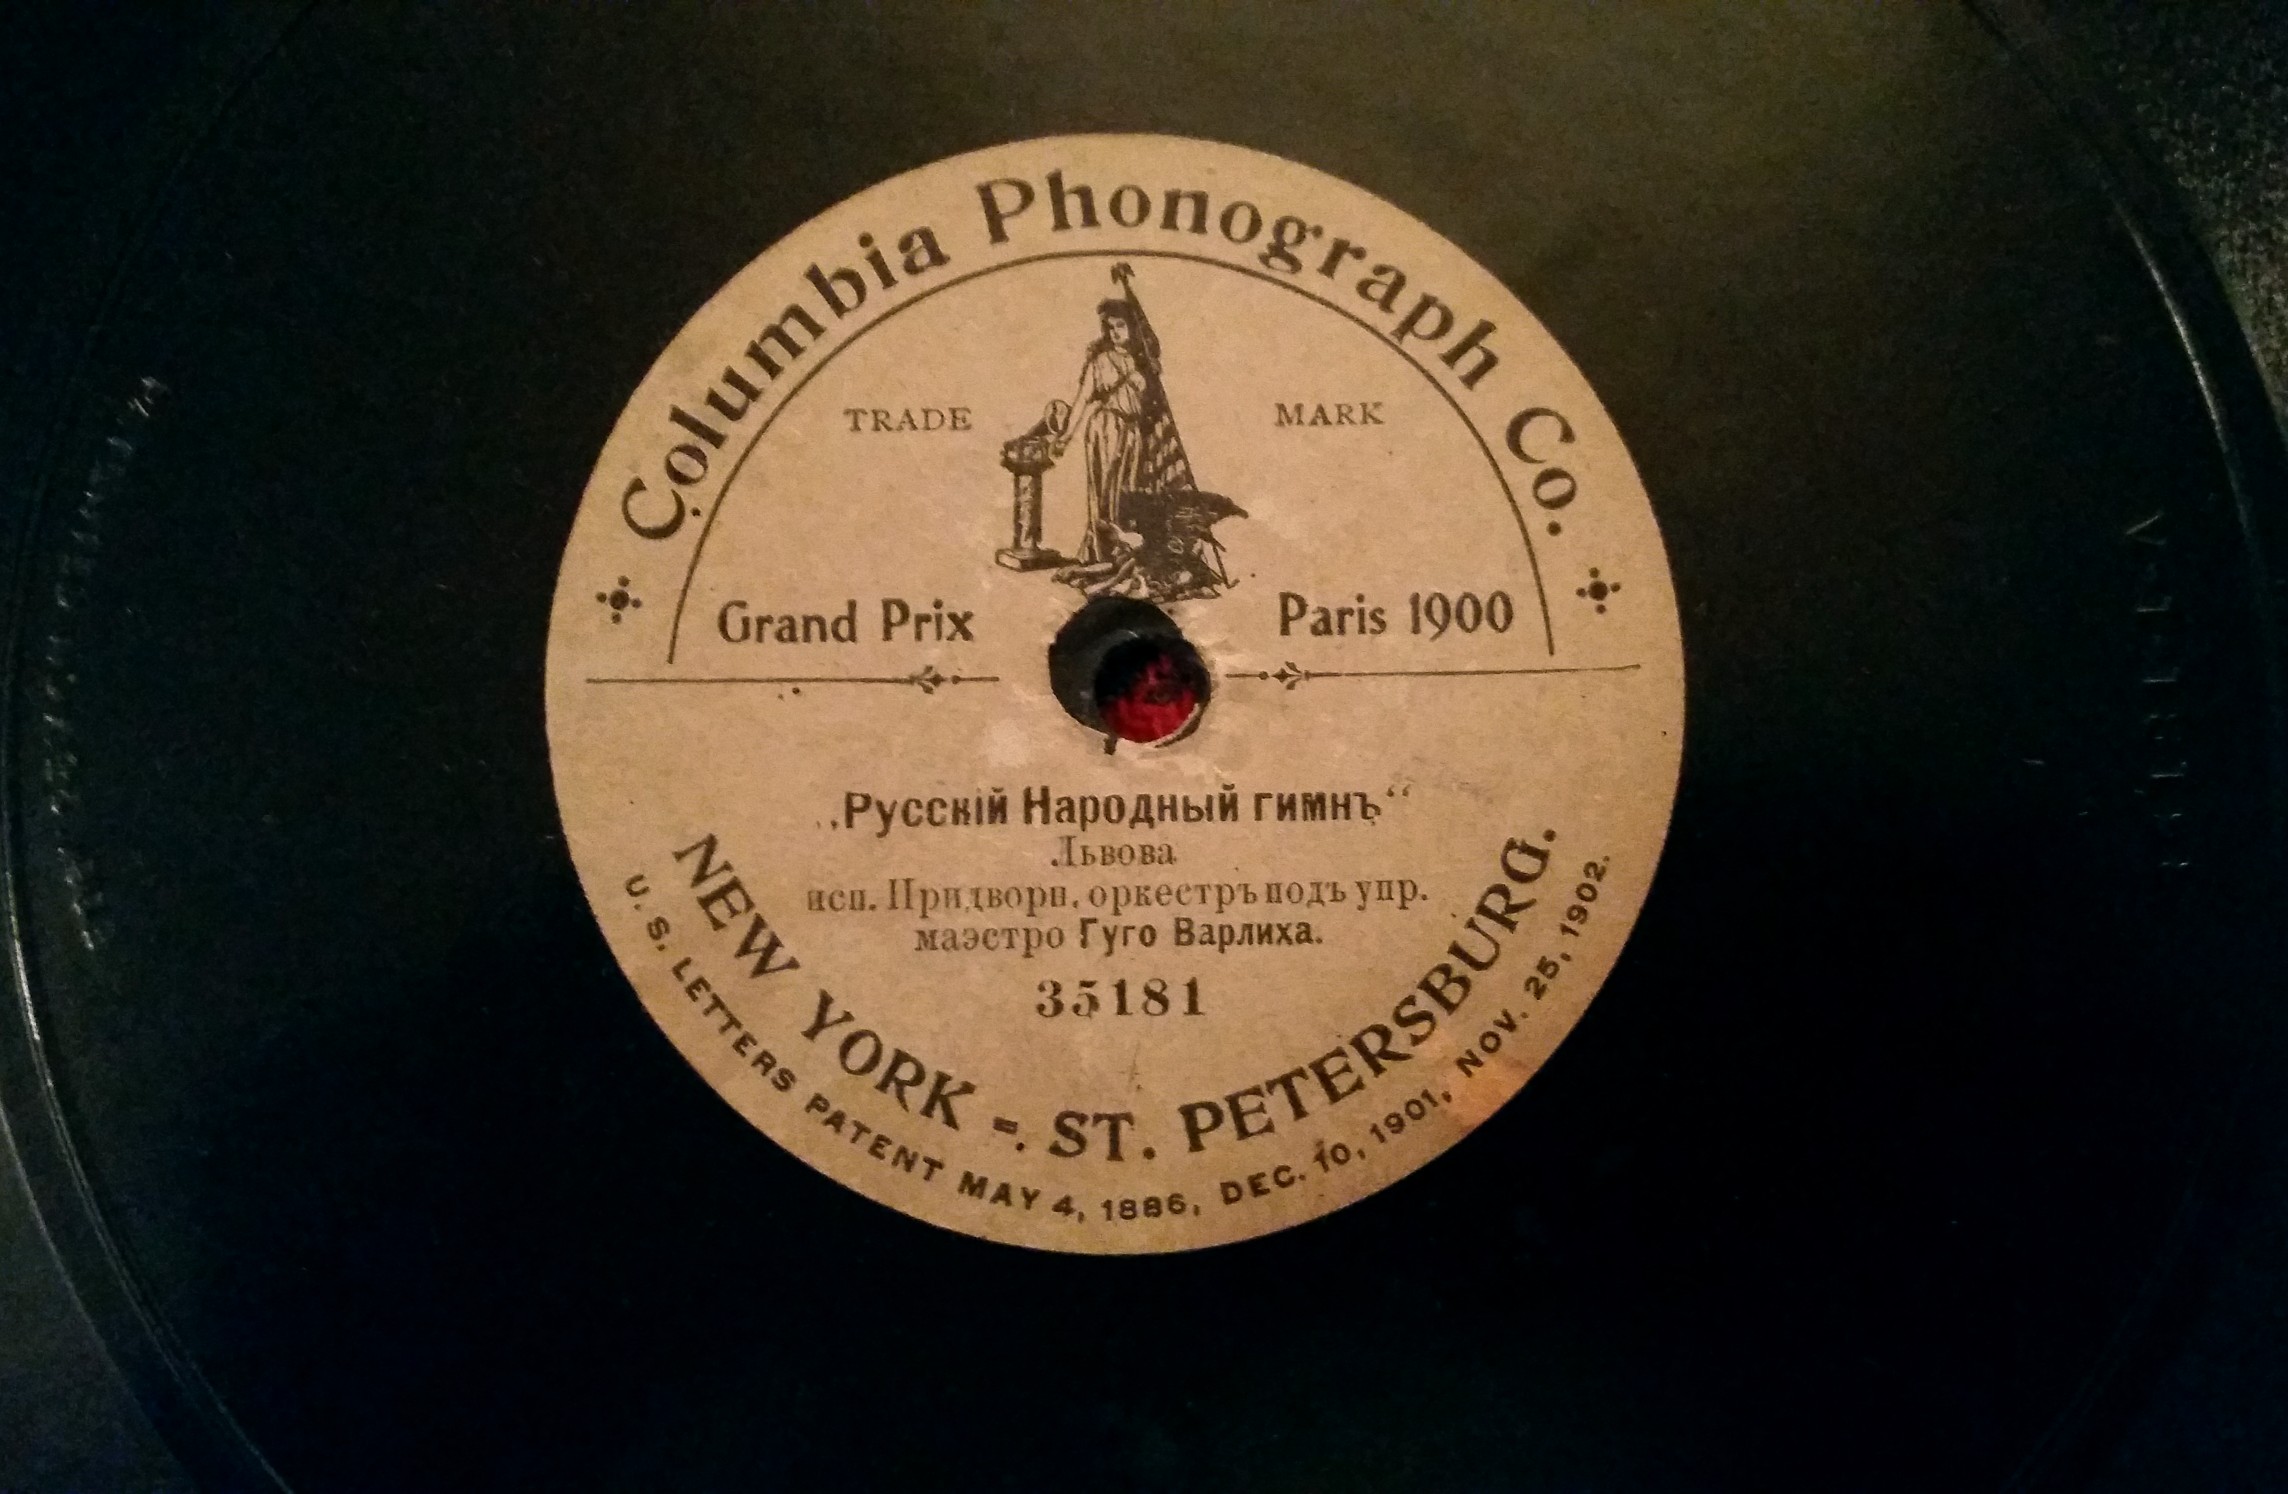 Columbia Phonograph Co.
TRADE MARK
Grand Prix Paris 1900
„Русскій Народный гимнъ“
Львова
исп. Придворн. оркестръ подъ упр.
маэстро Гуго Варлиха.
35181
NEW YORK =. ST. PETERSBURG.
U. S. LETTERS PATENT MAY 4, 1886, DEC. 10, 1901, NOV. 25, 1902.